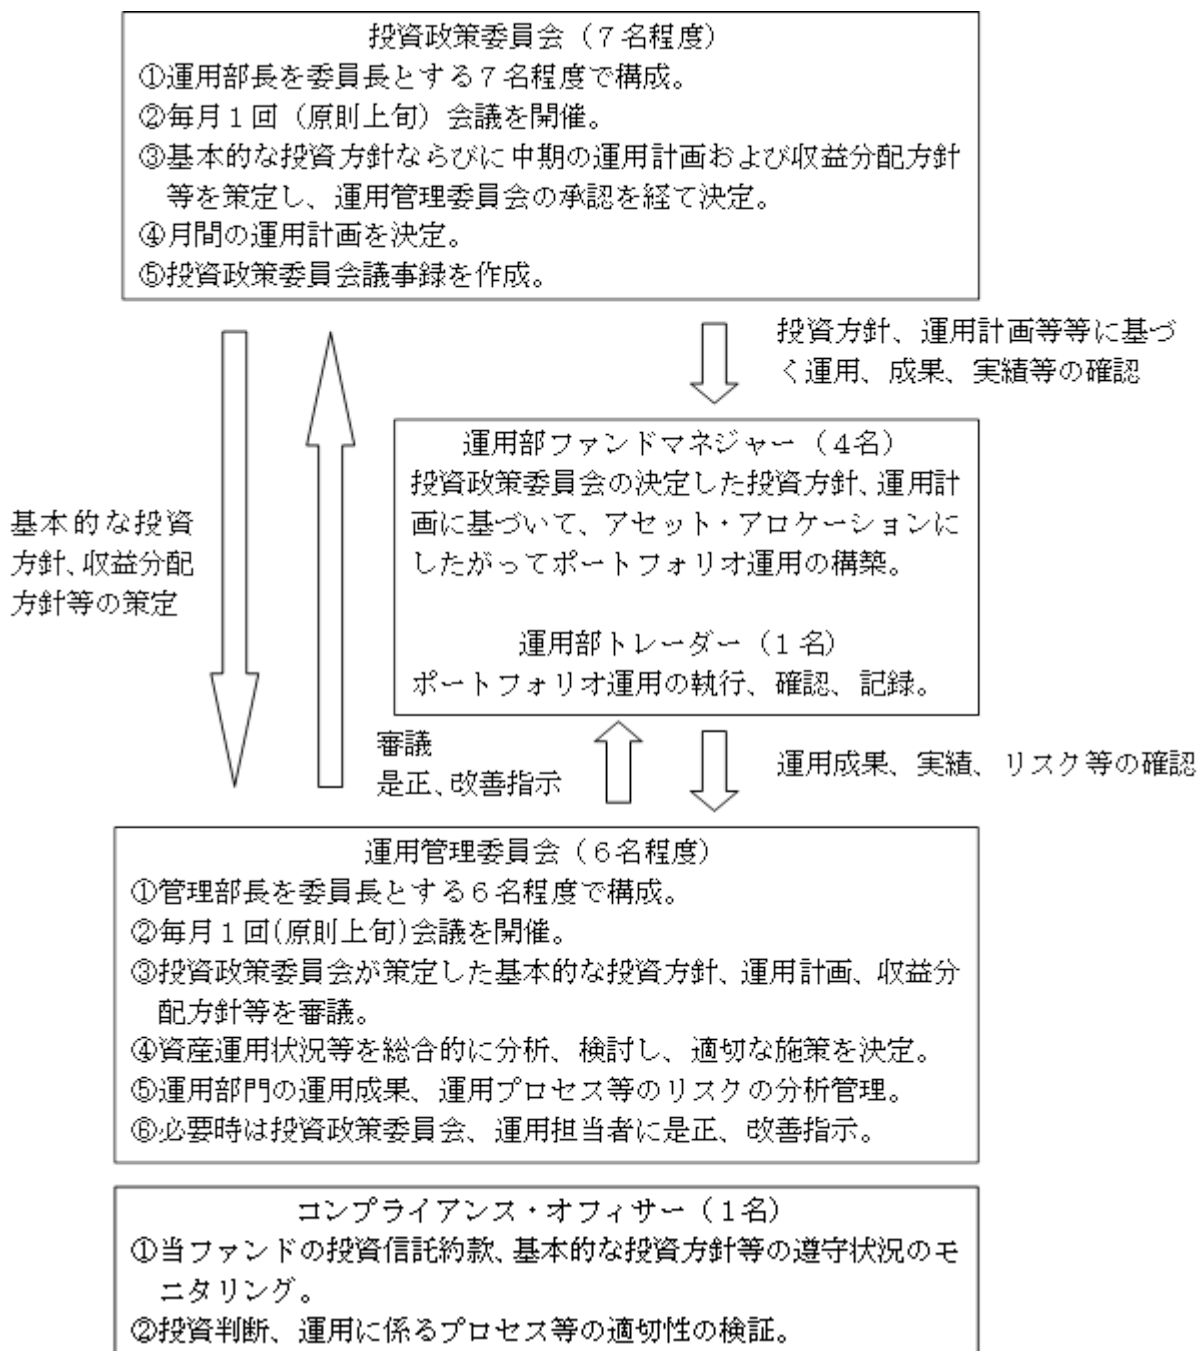 投資政策委員会（７名程度）
①運用部長を委員長とする７名程度で構成。
②毎月１回（原則上旬）会議を開催。
③基本的な投資方針ならびに中期の運用計画および収益分配方針
等を策定し、運用管理委員会の承認を経て決定。
④月間の運用計画を決定。
⑤投資政策委員会議事録を作成。
投資方針、運用計画等等に基づ
く運用、成果、実績等の確認
運用部ファンドマネジャー（４名）
投資政策委員会の決定した投資方針、運用計
画に基づいて、アセット・アロケーションに
したがってポートフォリオ運用の構築。
運用部トレーダー（１名）
ポートフォリオ運用の執行、確認、記録。
基本的な投資
方針、収益分配
方針等の策定
審議
是正、改善指示
運用成果、実績、リスク等の確認
運用管理委員会（６名程度）
①管理部長を委員長とする６名程度で構成。
②毎月１回(原則上旬)会議を開催。
③投資政策委員会が策定した基本的な投資方針、運用計画、収益分
配方針等を審議。
④資産運用状況等を総合的に分析、検討し、適切な施策を決定。
⑤運用部門の運用成果、運用プロセス等のリスクの分析管理。
⑥必要時は投資政策委員会、運用担当者に是正、改善指示。
コンプライアンス・オフィサー（１名）
①当ファンドの投資信託約款、基本的な投資方針等の遵守状況のモ
ニタリング。
②投資判断、運用に係るプロセス等の適切性の検証。